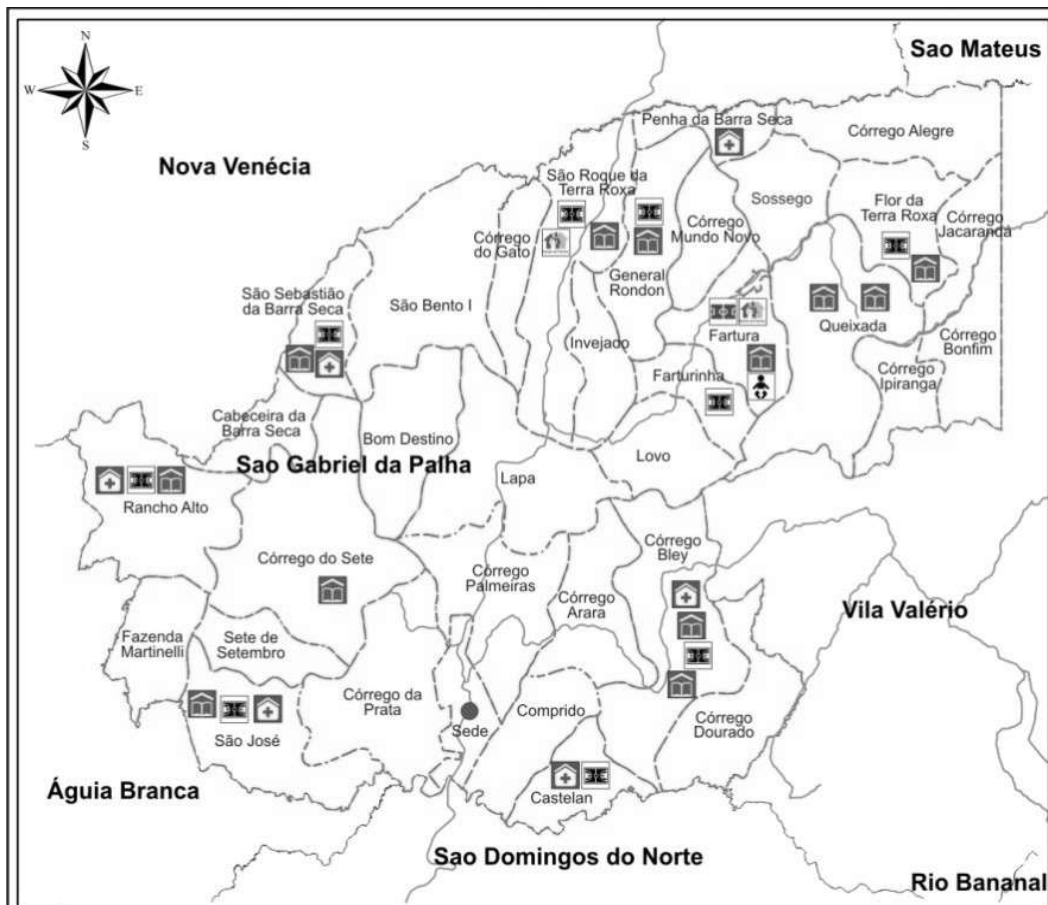 N
W
E
S
Sao Mateus
Nova Venécia
Penha da Barra Seca
Córrego Alegre
São Roque da
Terra Roxa
Sossego
Flor da
Terra Roxa
Córrego
Jacarandá
Córrego
do Gato
Córrego
Mundo Novo
General
Rondon
São Sebastião
da Barra Seca
São Bento I
Invejado
Fartura
Queixada
Córrego
Bonfim
Córrego
Ipiranga
Farturinha
Cabeceira da
Barra Seca
Bom Destino
Sao Gabriel da Palha
Lovo
Lapa
Rancho Alto
Córrego do Sete
Córrego
Palmeiras
Córrego
Bley
Córrego
Arara
Vila Valério
Fazenda
Martinelli
Sete de
Setembro
Córrego da
Prata
Comprido
Córrego
Dourado
Sede
São José
Castelan
Águia Branca
Sao Domingos do Norte
Rio Bananal